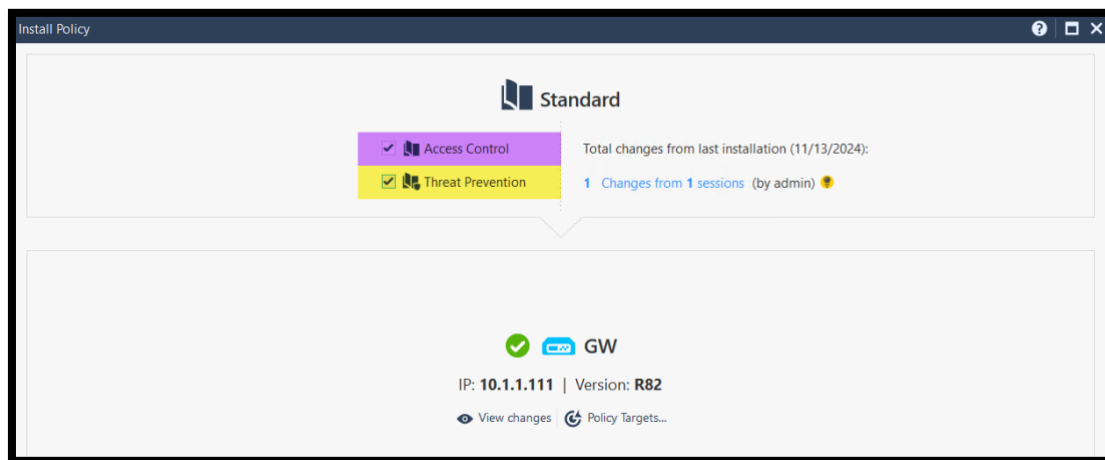 Install Policy
Standard
Access Control
Total changes from last installation (11/13/2024):
Threat Prevention
1 Changes from 1 sessions (by admin)
GW
IP: 10.1.1.111 | Version: R82
View changes
Policy Targets...